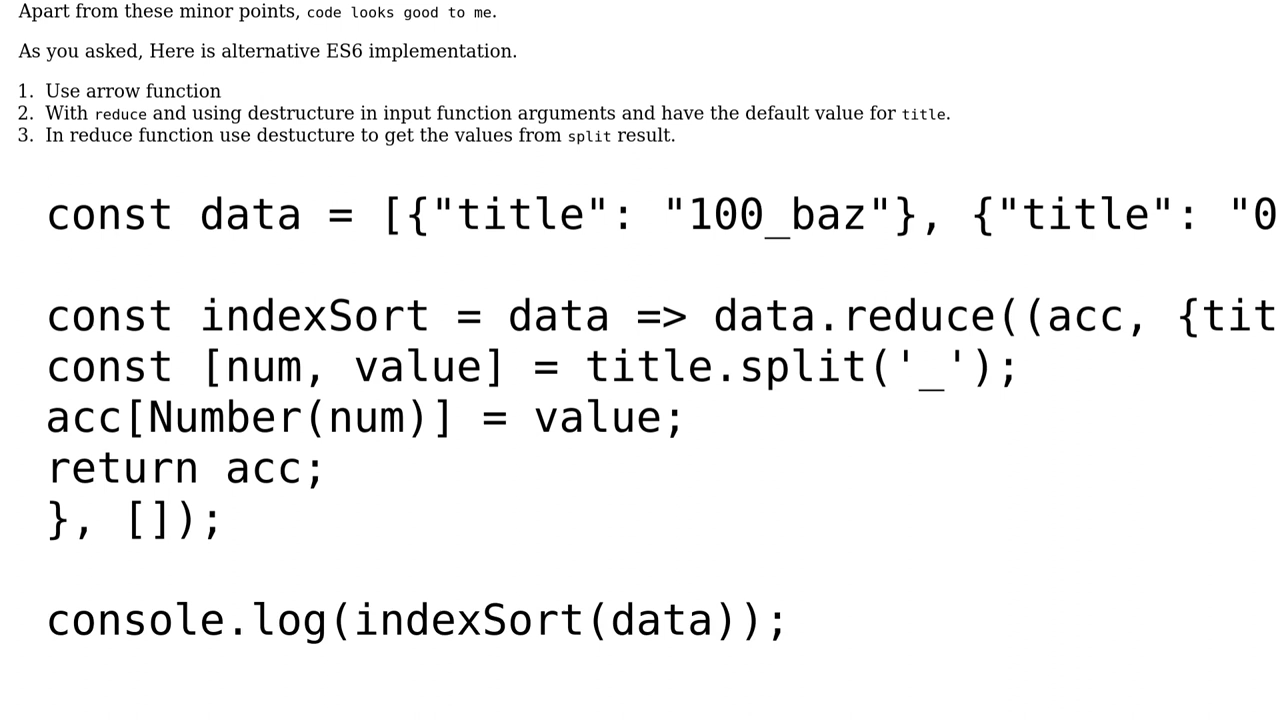 Apart from these minor points, code looks good to me.
As you asked, Here is alternative ES6 implementation.
1. Use arrow function
2. With reduce and using destructure in input function arguments and have the default value for title.
3. In reduce function use destucture to get the values from split result.
const data = [{"title": "100_baz"}, {"title": "0
const indexSort = data => data.reduce((acc, {tit
const [num, value] = title.split('_');
acc[Number(num)] = value;
return acc;
}, []);
console.log(indexSort(data));